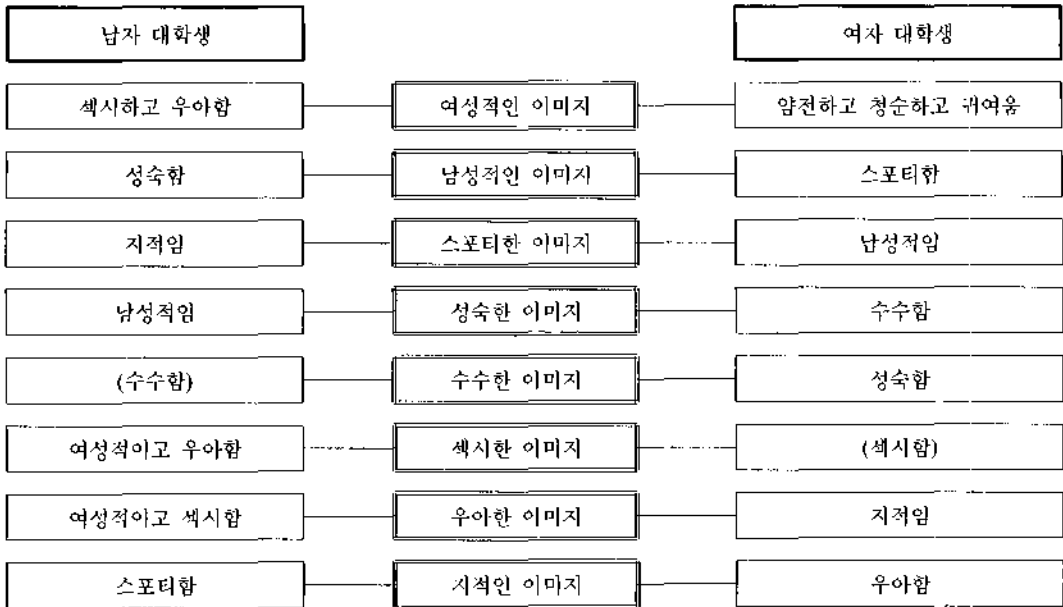 남자 대학생 여자 대학생
섹시하고 우아함 여성적인 이미지 얌전하고 청순하고 귀여움
성숙함 남성적인 이미지 스포티함
지적임 스포티한 이미지 남성적임
남성적임 성숙한 이미지 수수함
(수수함) 수수한 이미지 성숙함
여성적이고 우아함 섹시한 이미지 (섹시함)
여성적이고 섹시함 우아한 이미지 지적임
스포티함 지적인 이미지 우아함